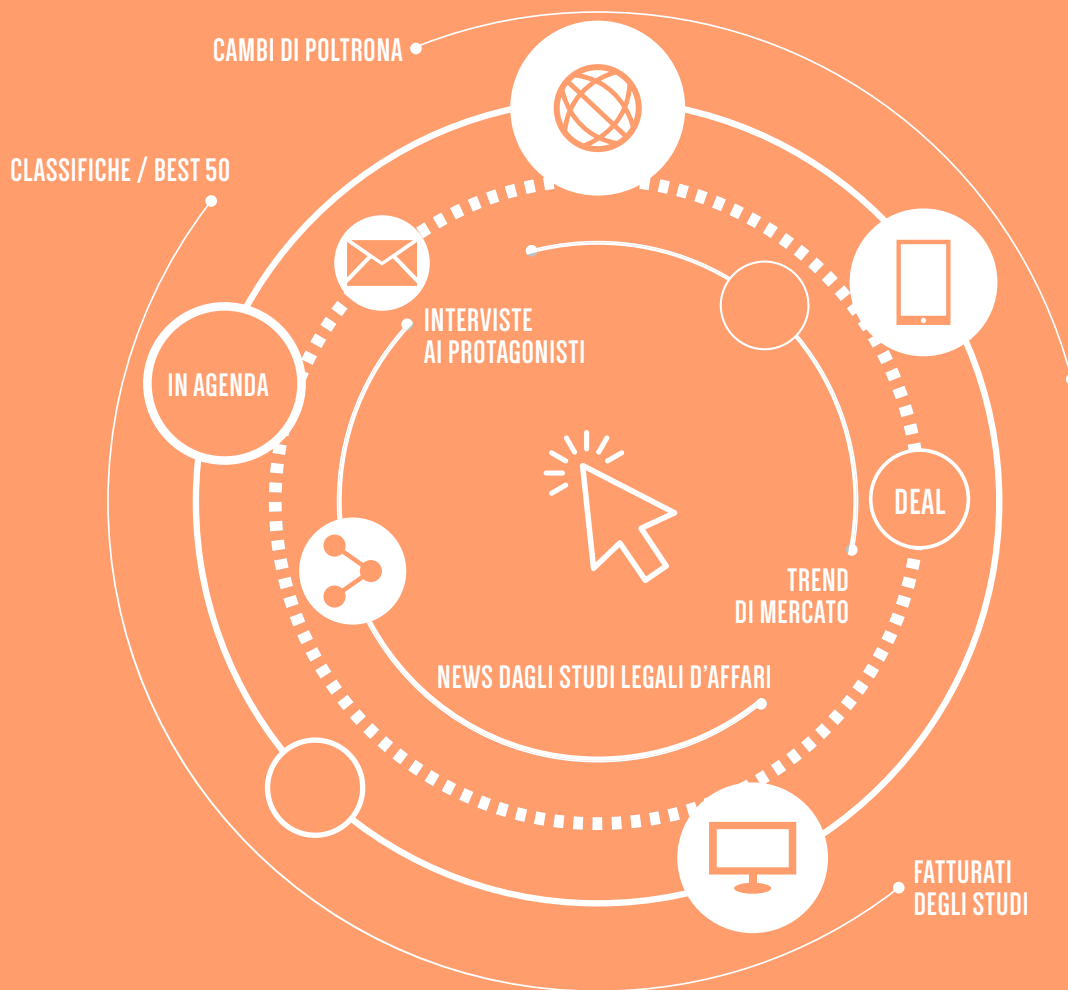 CAMBI DI POLTRONA
CLASSIFICHE / BEST 50
INTERVISTE
AI PROTAGONISTI
IN AGENDA
DEAL
TREND
DI MERCATO
NEWS DAGLI STUDI LEGALI D'AFFARI
FATTURATI
DEGLI STUDI